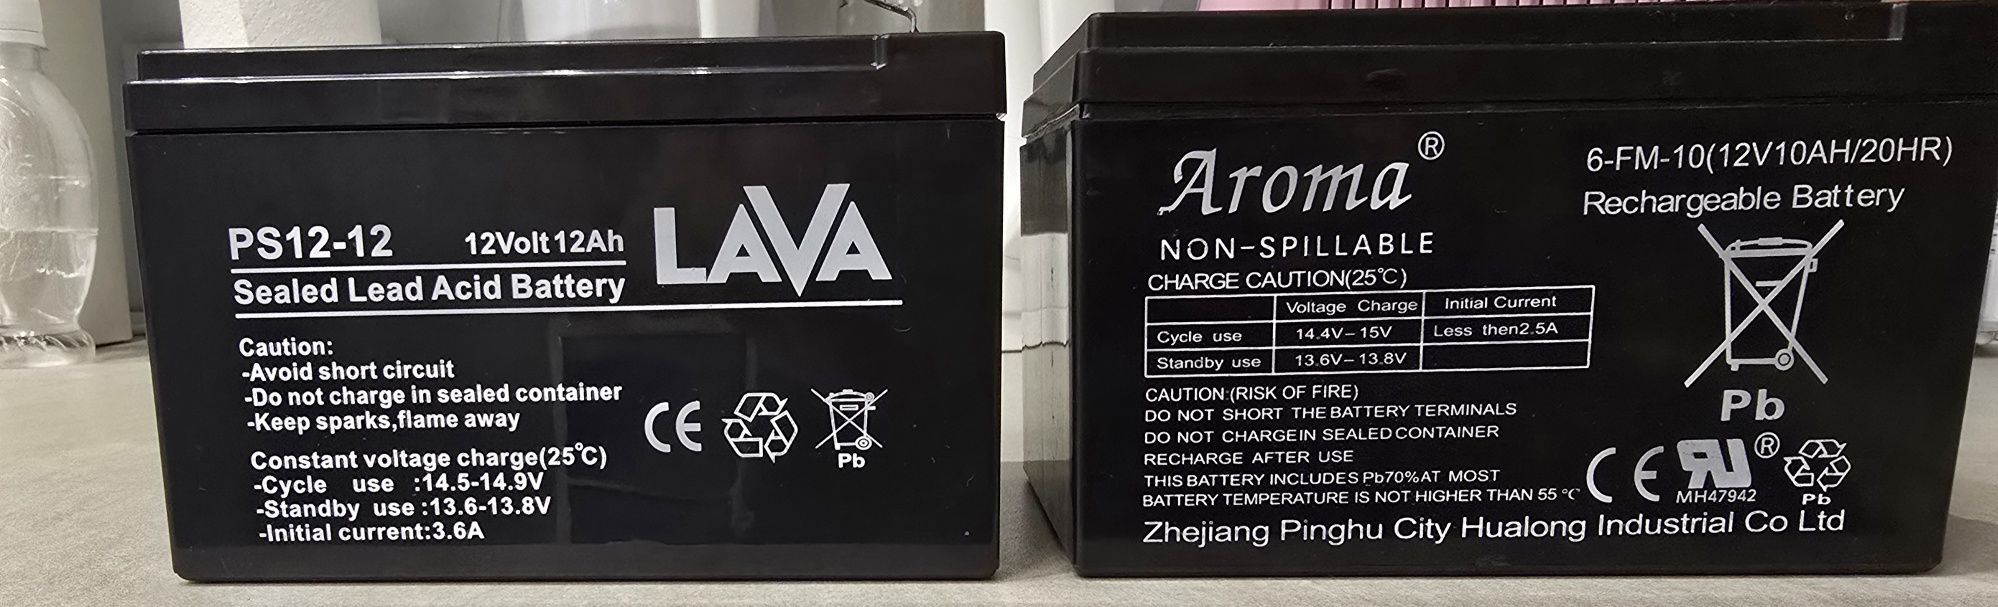 PS12-12 12Volt 12Ah LAVA
Sealed Lead Acid Battery
Caution:
-Avoid short circuit
-Do not charge in sealed container
-Keep sparks,flame away
CE
Pb
Constant voltage charge(25℃)
-Cycle use :14.5-14.9V
-Standby use :13.6-13.8V
-Initial current:3.6A
Aroma®
6-FM-10(12V10AH/20HR)
Rechargeable Battery
NON-SPILLABLE
CHARGE CAUTION(25℃)
Voltage Charge Initial Current
Cycle use 14.4V-15V Less then2.5A
Standby use 13.6V-13.8V
Pb
CAUTION:(RISK OF FIRE)
DO NOT SHORT THE BATTERY TERMINALS
DO NOT CHARGEIN SEALED CONTAINER
RECHARGE AFTER USE
THIS BATTERY INCLUDES Pb70%AT MOST
BATTERY TEMPERATURE IS NOT HIGHER THAN 55 ℃
CE RU®
MH47942
Pb
Zhejiang Pinghu City Hualong Industrial Co Ltd